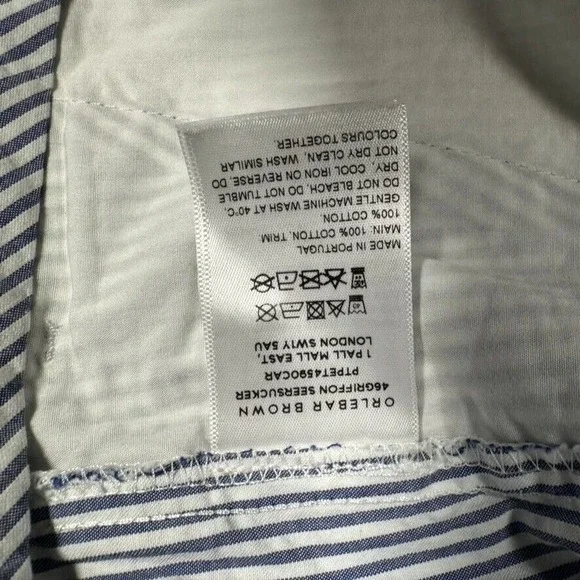 ORLEBAR BROWN
46GRIFFON SEERSUCKER
PTPET4590CAR
1 PALL MALL EAST,
LONDON SW1Y 5AU
MADE IN PORTUGAL
MAIN: 100% COTTON, TRIM
100% COTTON
GENTLE MACHINE WASH AT 40°C,
DO NOT BLEACH, DO NOT TUMBLE
DRY, COOL IRON ON REVERSE, DO
NOT DRY CLEAN, WASH SIMILAR
COLOURS TOGETHER.